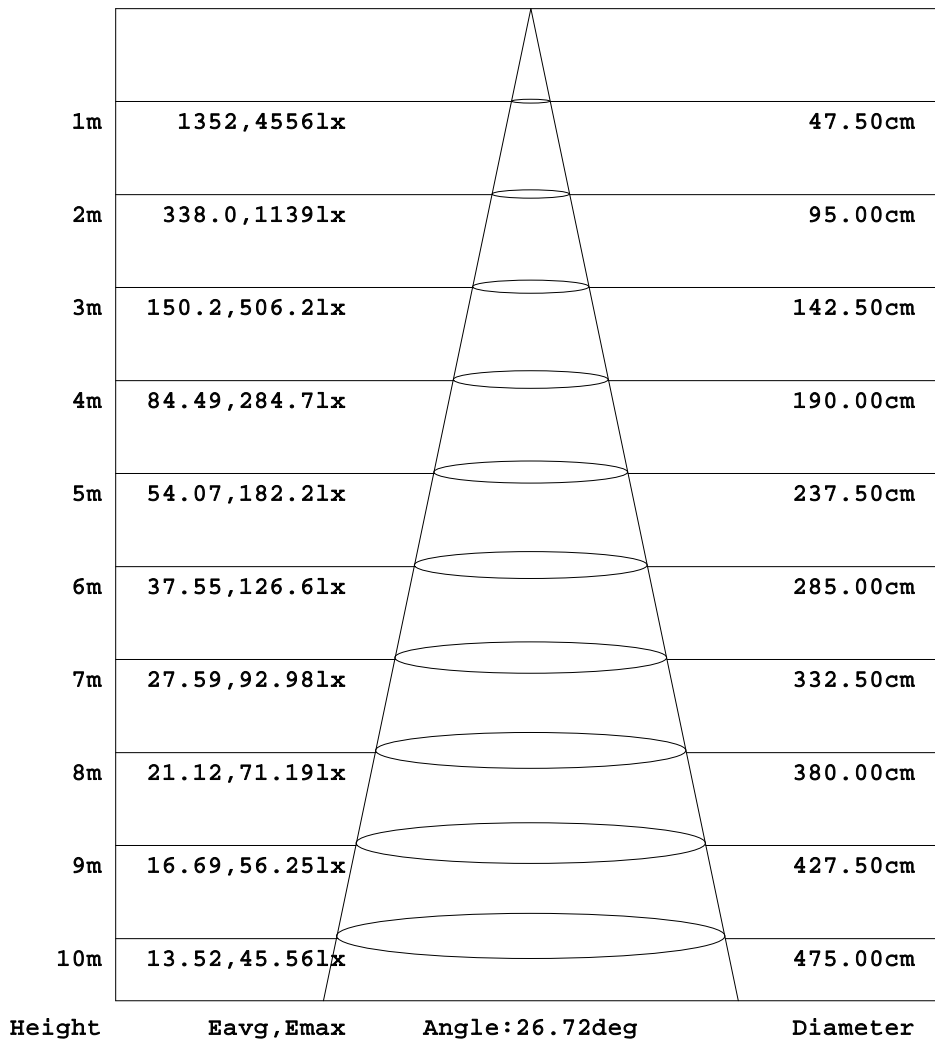 1m 1352,4556lx 47.50cm
2m 338.0,1139lx 95.00cm
3m 150.2,506.2lx 142.50cm
4m 84.49,284.7lx 190.00cm
5m 54.07,182.2lx 237.50cm
6m 37.55,126.6lx 285.00cm
7m 27.59,92.98lx 332.50cm
8m 21.12,71.19lx 380.00cm
9m 16.69,56.25lx 427.50cm
10m 13.52,45.56lx 475.00cm
Height Eavg,Emax Angle:26.72deg Diameter